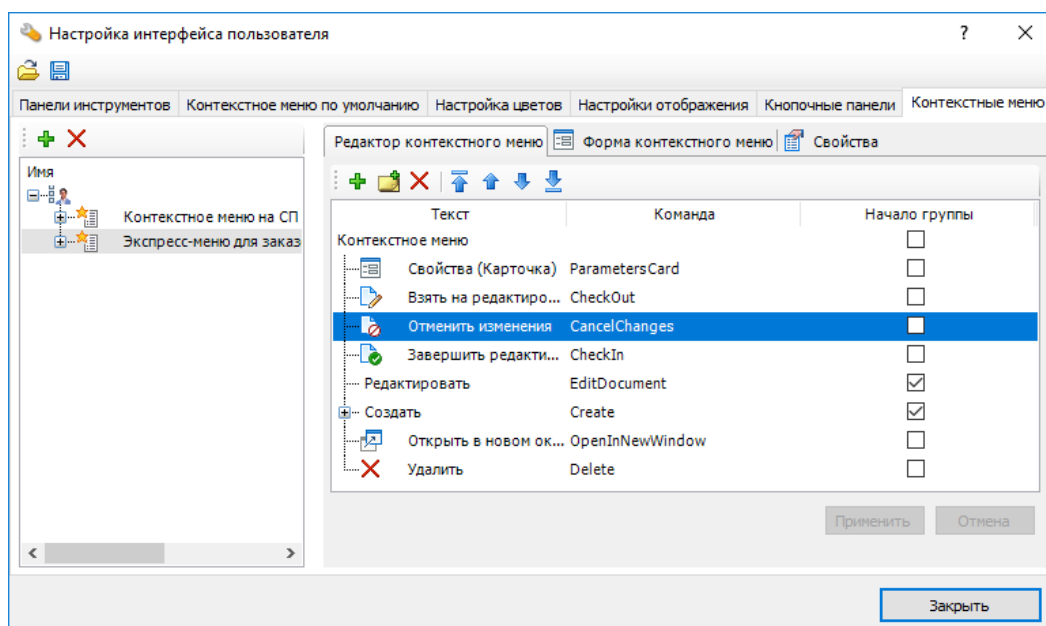 Настройка интерфейса пользователя
?
Панели инструментов Контекстное меню по умолчанию Настройка цветов Настройки отображения Кнопочные панели Контекстные меню
Редактор контекстного меню Форма контекстного меню Свойства
Имя
Контекстное меню на СП
Экспресс-меню для заказ
Текст Команда Начало группы
Контекстное меню
Свойства (Карточка) ParametersCard
Взять на редактиро... CheckOut
Отменить изменения CancelChanges
Завершить редакти... CheckIn
Редактировать EditDocument
Создать Create
Открыть в новом ок... OpenInNewWindow
Удалить Delete
Применить Отмена
Закрыть